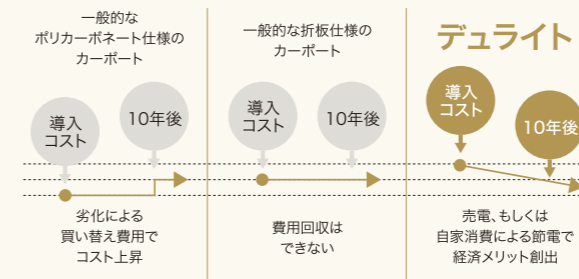 一般的な
ポリカーボネート仕様の
カーポート
導入
コスト
10年後
劣化による
買い替え費用で
コスト上昇
一般的な折板仕様の
カーポート
導入
コスト
10年後
費用回収は
できない
デュライト
導入
コスト
10年後
売電、もしくは
自家消費による節電で
経済メリット創出